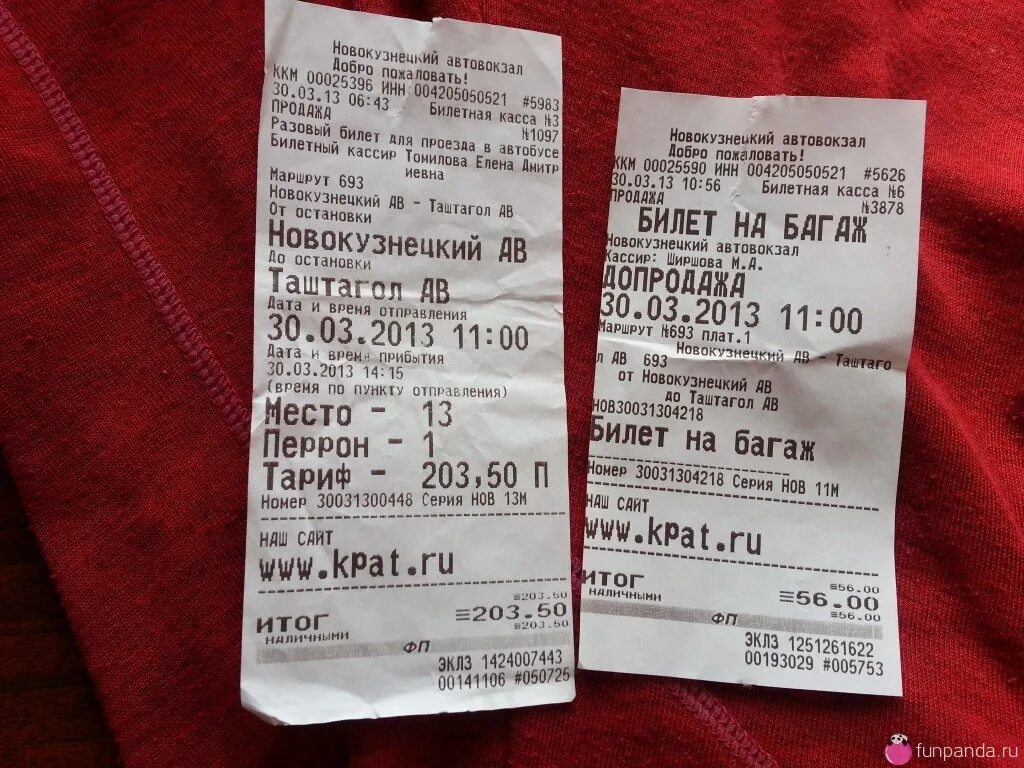 Новокузнецкий автовокзал
Добро пожаловать!
ККМ 00025396 ИНН 004205050521 #5983
30.03.13 06:43 Билетная касса №3
ПРОДАЖА №1097
Разовый билет для проезда в автобусе
Билетный кассир Томилова Елена Дмитр
иевна
Маршрут 693
Новокузнецкий АВ - Таштагол АВ
От остановки
Новокузнецкий АВ
До остановки
Таштагол АВ
Дата и время отправления
30.03.2013 11:00
Дата и время прибытия
30.03.2013 14:15
(время по пункту отправления)
Место - 13
Перрон - 1
Тариф - 203,50 П
Номер 30031300448 Серия НОВ 13М
НАШ САЙТ
www.kpat.ru
≡203.50
ИТОГ ≡203.50
НАЛИЧНЫМИ ≡203.50
ФП
ЭКЛЗ 1424007443
00141106 #050725
Новокузнецкий автовокзал
Добро пожаловать!
ККМ 00025590 ИНН 004205050521 #5626
30.03.13 10:56 Билетная касса №6
ПРОДАЖА №3878
БИЛЕТ НА БАГАЖ
Новокузнецкий автовокзал
Кассир: Ширшова М.А.
ДОПРОДАЖА
30.03.2013 11:00
Маршрут №693 плат.1
Новокузнецкий АВ - Таштаго
л АВ 693
от Новокузнецкий АВ
до Таштагол АВ
НОВ30031304218
Билет на багаж
Номер 30031304218 Серия НОВ 11М
НАШ САЙТ
www.kpat.ru
≡56.00
ИТОГ ≡56.00
НАЛИЧНЫМИ ≡56.00
ФП
ЭКЛЗ 1251261622
00193029 #005753
funpanda.ru